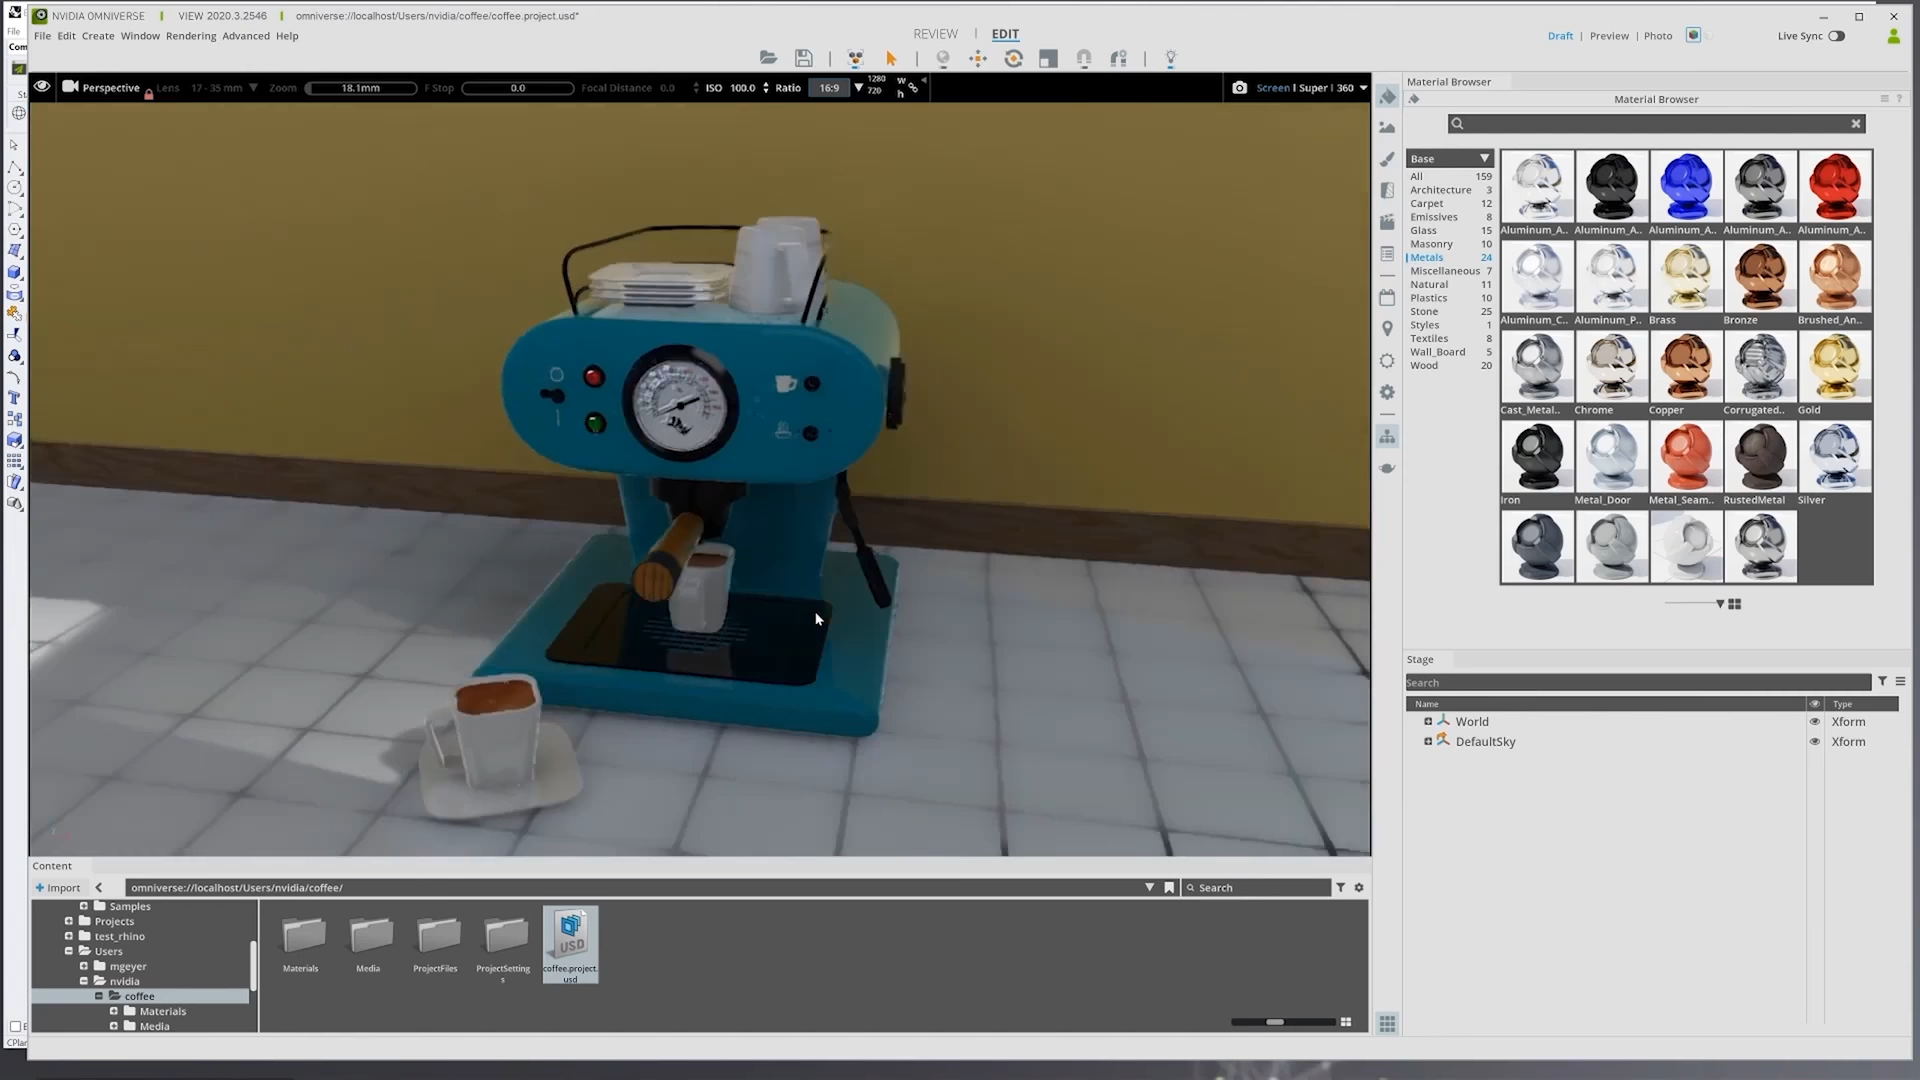 NVIDIA OMNIVERSE | VIEW 2020.3.2546 | omniverse://localhost/Users/nvidia/coffee/coffee.project.usd*
File Edit Create Window Rendering Advanced Help
REVIEW | EDIT
Draft | Preview | Photo
Live Sync
File
Com
Perspective Lens 17 - 35 mm Zoom 18.1mm F Stop 0.0 Focal Distance 0.0 ISO 100.0 Ratio 16:9 1280 720 w h
Screen | Super | 360
Material Browser
Material Browser
Base
All 159
Architecture 3
Carpet 12
Emissives 8
Glass 15
Masonry 10
Metals 24
Miscellaneous 7
Natural 11
Plastics 10
Stone 25
Styles 1
Textiles 8
Wall_Board 5
Wood 20
Aluminum_A.. Aluminum_A.. Aluminum_A.. Aluminum_A.. Aluminum_A..
Aluminum_C.. Aluminum_P.. Brass Bronze Brushed_An..
Cast_Metal.. Chrome Copper Corrugated.. Gold
Iron Metal_Door Metal_Seam.. RustedMetal Silver
Stage
Search
Name Type
World Xform
DefaultSky Xform
Content
Import omniverse://localhost/Users/nvidia/coffee/ Search
Samples
Projects
test_rhino
Users
mgeyer
nvidia
coffee
Materials
Media
Materials Media ProjectFiles ProjectSetting
s
coffee.project.
usd
USD
CPlan